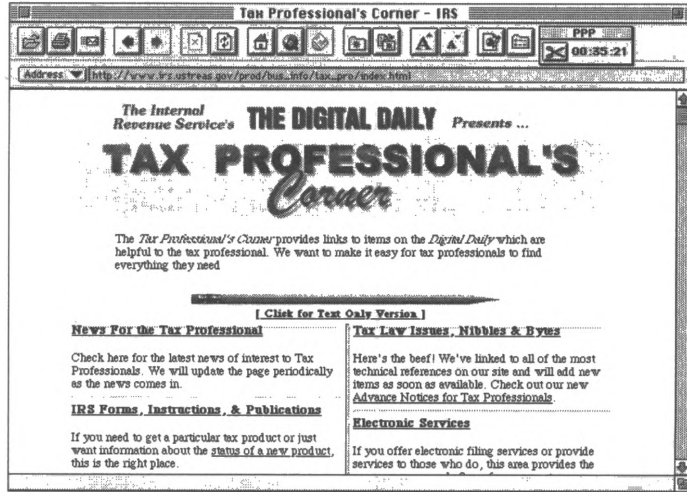 Tax Professional's Corner - IRS
PPP
00:35:21
Address http://www.irs.ustreas.gov/prod/bus_info/tax_pro/index.html
The Internal Revenue Service's THE DIGITAL DAILY Presents ...
TAX PROFESSIONAL'S
Corner
The Tax Professional's Corner provides links to items on the Digital Daily which are
helpful to the tax professional. We want to make it easy for tax professionals to find
everything they need
[ Click for Text Only Version ]
News For the Tax Professional
Check here for the latest news of interest to Tax
Professionals. We will update the page periodically
as the news comes in.
IRS Forms, Instructions, & Publications
If you need to get a particular tax product or just
want information about the status of a new product,
this is the right place.
Tax Law Issues, Nibbles & Bytes
Here's the beef! We've linked to all of the most
technical references on our site and will add new
items as soon as available. Check out our new
Advance Notices for Tax Professionals.
Electronic Services
If you offer electronic filing services or provide
services to those who do, this area provides the